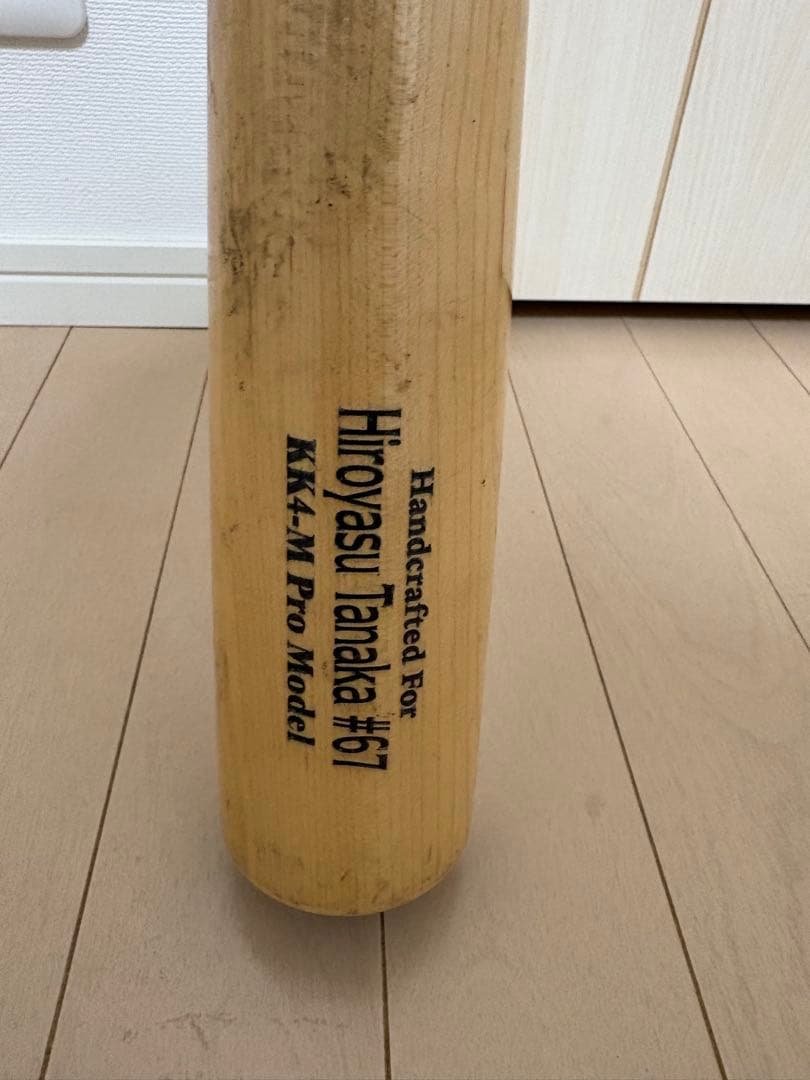 Handcrafted For
Hiroyasu Tanaka #67
KK4-M Pro Model